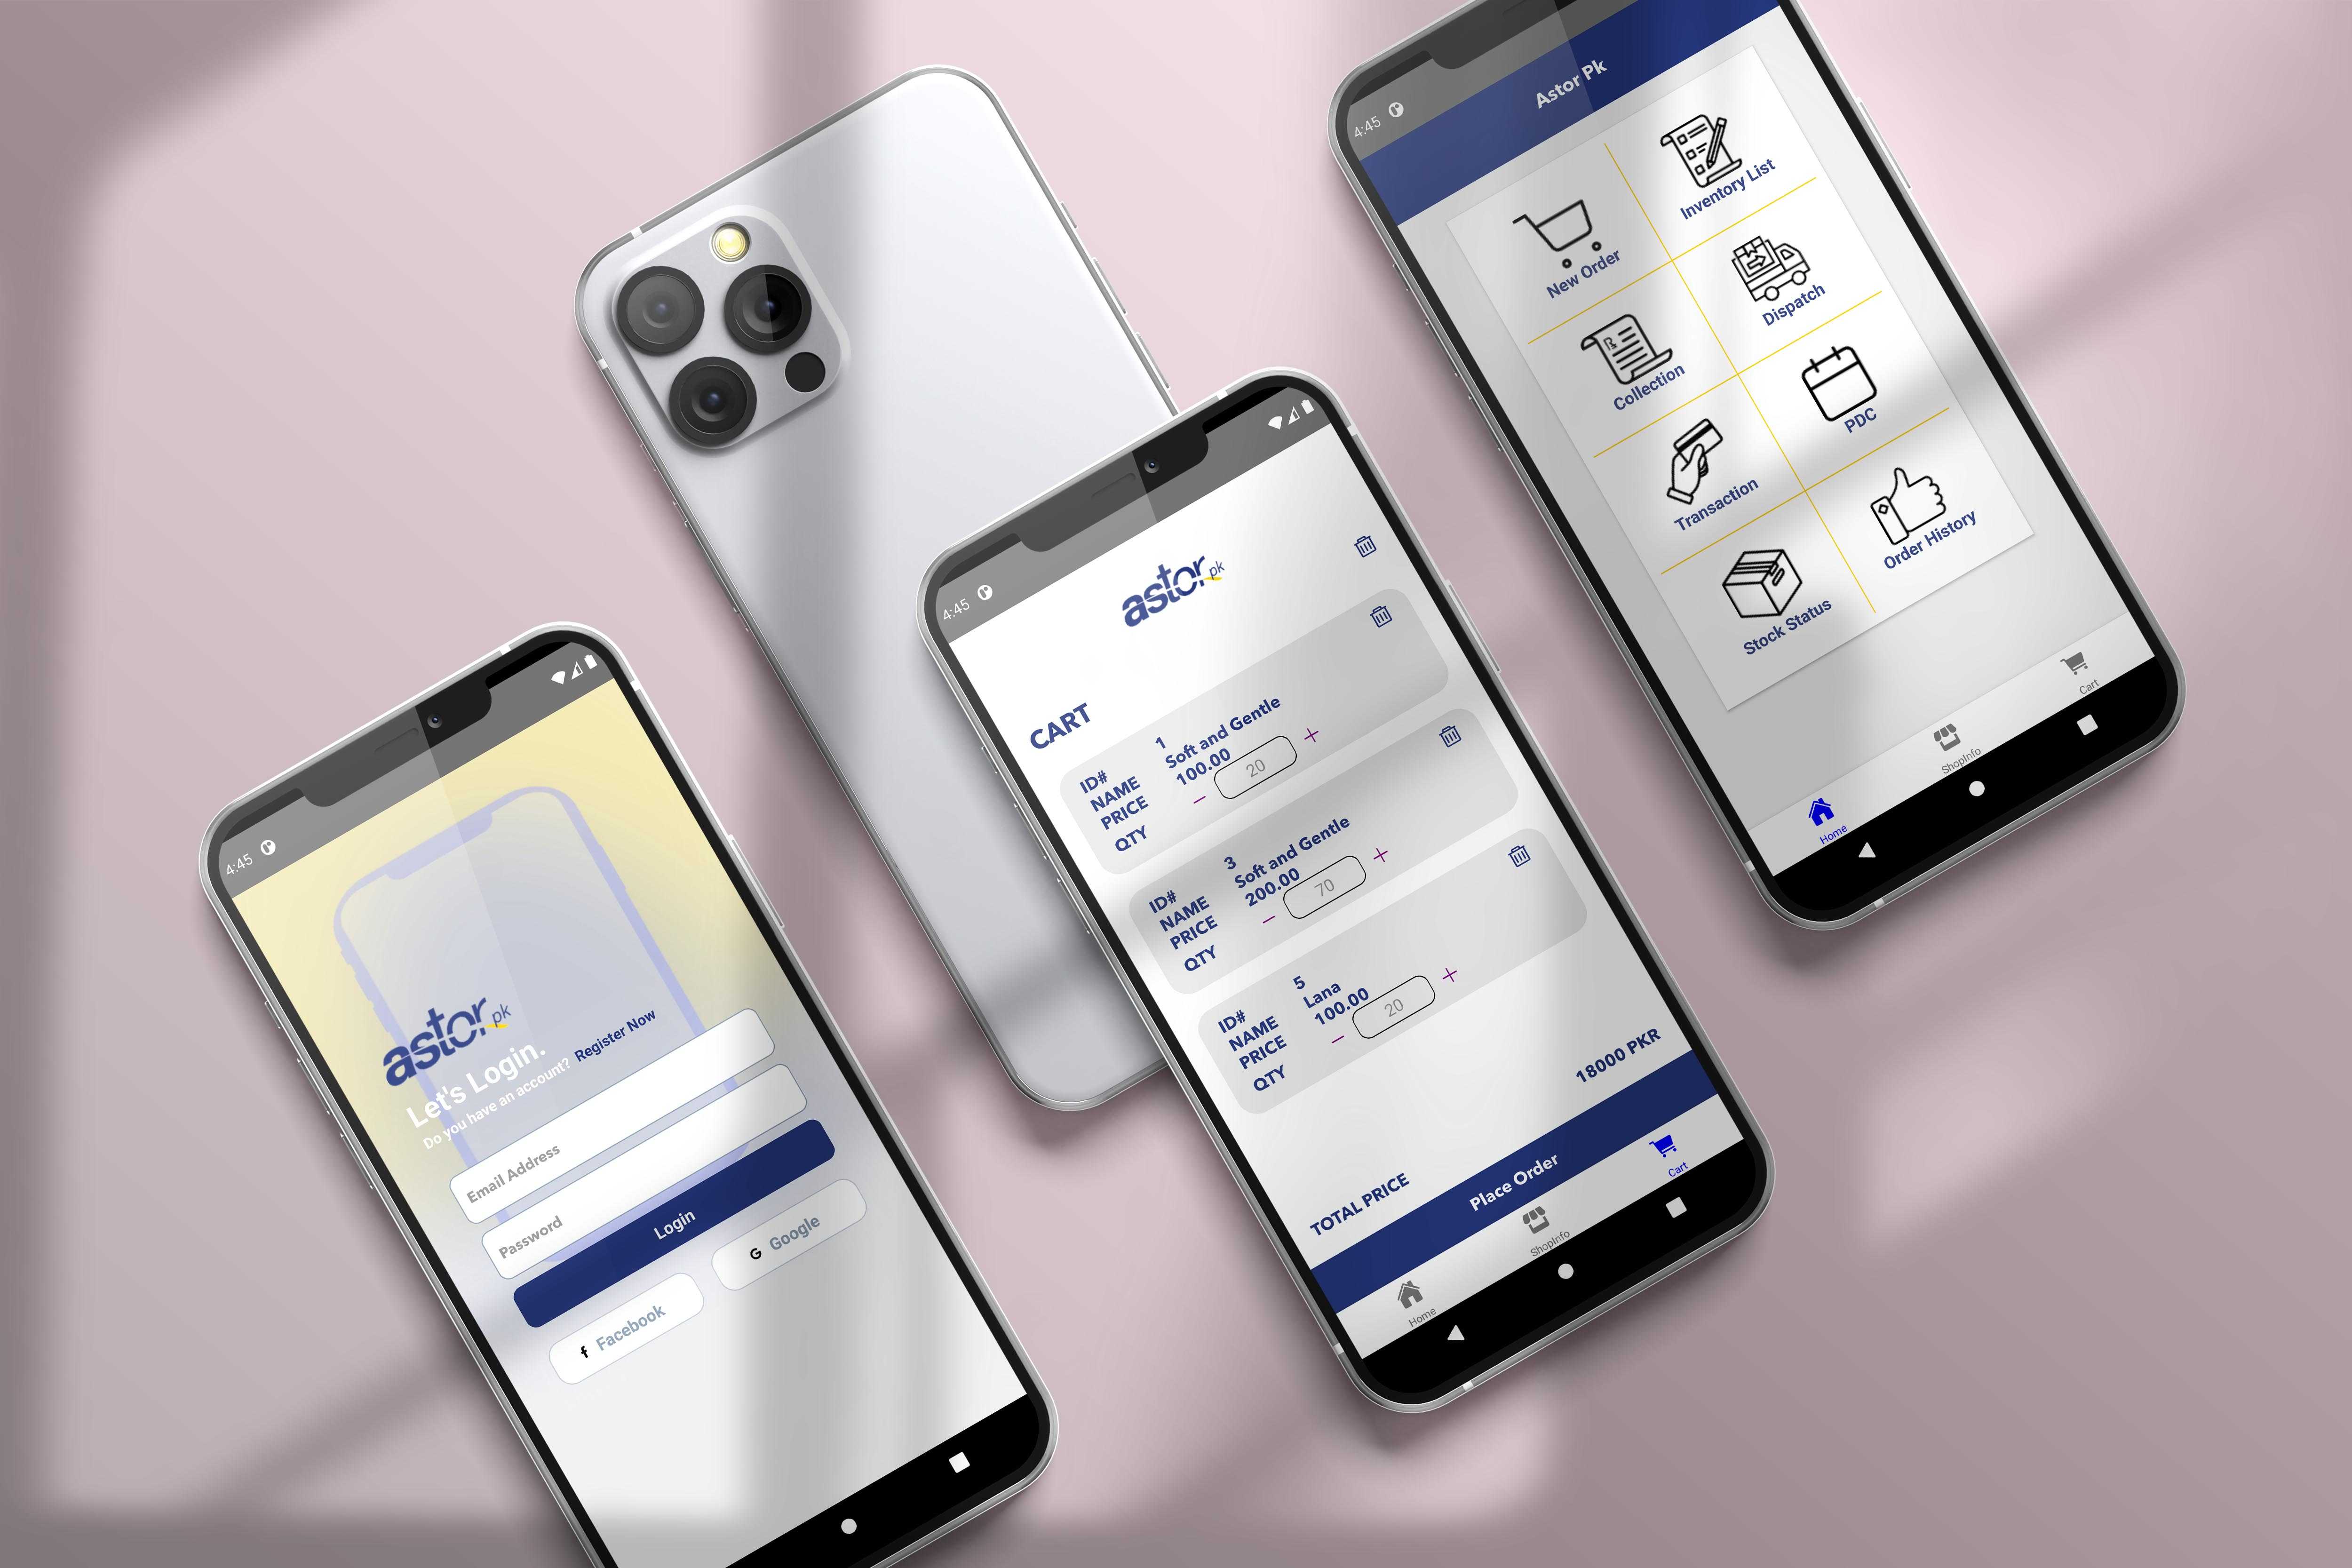 4:45
astor.pk
Let's Login.
Do you have an account? Register Now
Email Address
Password
Login
Facebook
G Google
4:45
astor.pk
CART
ID# 1
NAME Soft and Gentle
PRICE 100.00
QTY − 20 +
ID# 3
NAME Soft and Gentle
PRICE 200.00
QTY − 70 +
ID# 5
NAME Lana
PRICE 100.00
QTY − 20 +
TOTAL PRICE 18000 PKR
Place Order
Home ShopInfo Cart
4:45
Astor Pk
New Order Inventory List
Collection Dispatch
Transaction PDC
Stock Status Order History
Home ShopInfo Cart